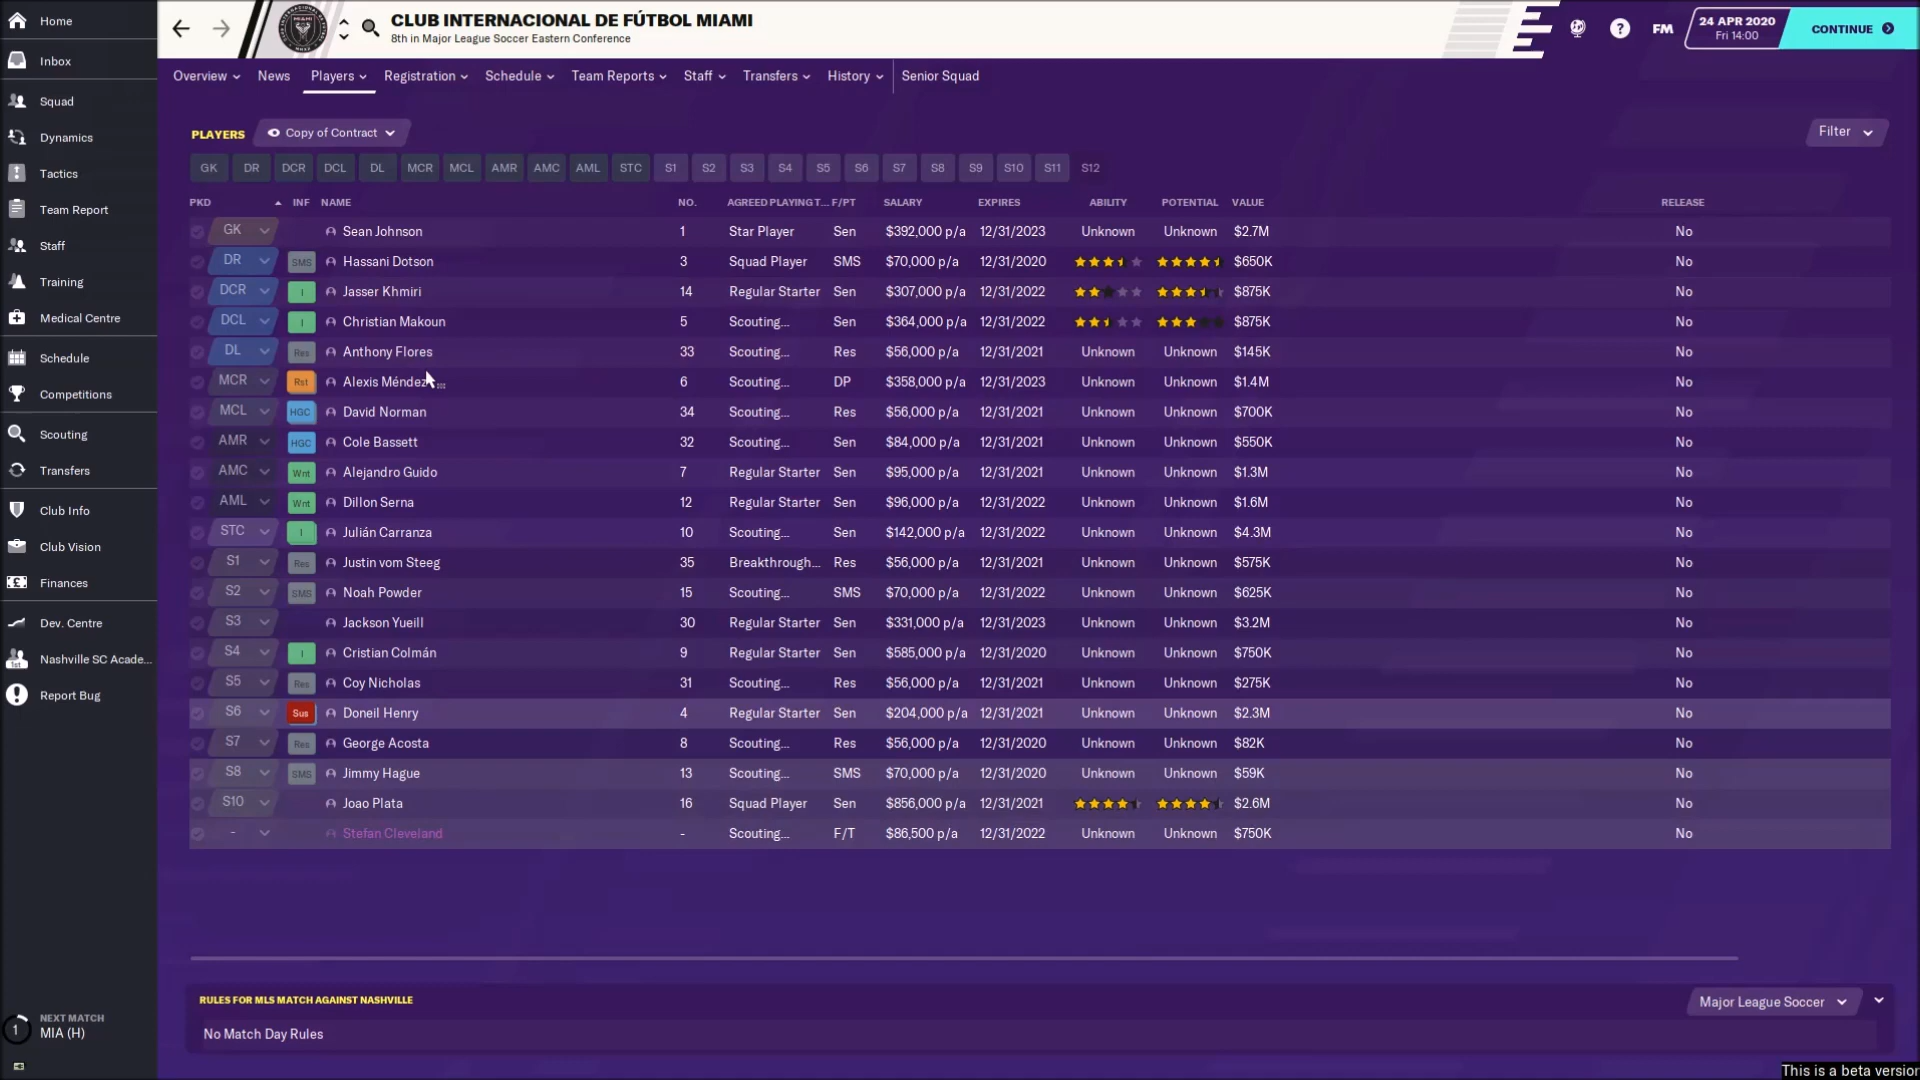 Home
Inbox
Squad
Dynamics
Tactics
Team Report
Staff
Training
Medical Centre
Schedule
Competitions
Scouting
Transfers
Club Info
Club Vision
Finances
Dev. Centre
Nashville SC Acade...
Report Bug
1 NEXT MATCH
MIA (H)
CLUB INTERNACIONAL DE FÚTBOL MIAMI
8th in Major League Soccer Eastern Conference
FM
24 APR 2020
Fri 14:00
CONTINUE
Overview News Players Registration Schedule Team Reports Staff Transfers History Senior Squad
PLAYERS Copy of Contract Filter
GK DR DCR DCL DL MCR MCL AMR AMC AML STC S1 S2 S3 S4 S5 S6 S7 S8 S9 S10 S11 S12
PKD INF NAME NO. AGREED PLAYING T... F/PT SALARY EXPIRES ABILITY POTENTIAL VALUE RELEASE
GK Sean Johnson 1 Star Player Sen $392,000 p/a 12/31/2023 Unknown Unknown $2.7M No
DR SMS Hassani Dotson 3 Squad Player SMS $70,000 p/a 12/31/2020 $650K No
DCR I Jasser Khmiri 14 Regular Starter Sen $307,000 p/a 12/31/2022 $875K No
DCL I Christian Makoun 5 Scouting... Sen $364,000 p/a 12/31/2022 $875K No
DL Res Anthony Flores 33 Scouting... Res $56,000 p/a 12/31/2021 Unknown Unknown $145K No
MCR Rst Alexis Méndez 6 Scouting... DP $358,000 p/a 12/31/2023 Unknown Unknown $1.4M No
MCL HGC David Norman 34 Scouting... Res $56,000 p/a 12/31/2021 Unknown Unknown $700K No
AMR HGC Cole Bassett 32 Scouting... Sen $84,000 p/a 12/31/2021 Unknown Unknown $550K No
AMC Wnt Alejandro Guido 7 Regular Starter Sen $95,000 p/a 12/31/2021 Unknown Unknown $1.3M No
AML Wnt Dillon Serna 12 Regular Starter Sen $96,000 p/a 12/31/2022 Unknown Unknown $1.6M No
STC I Julián Carranza 10 Scouting... Sen $142,000 p/a 12/31/2022 Unknown Unknown $4.3M No
S1 Res Justin vom Steeg 35 Breakthrough... Res $56,000 p/a 12/31/2021 Unknown Unknown $575K No
S2 SMS Noah Powder 15 Scouting... SMS $70,000 p/a 12/31/2022 Unknown Unknown $625K No
S3 Jackson Yueill 30 Regular Starter Sen $331,000 p/a 12/31/2023 Unknown Unknown $3.2M No
S4 I Cristian Colmán 9 Regular Starter Sen $585,000 p/a 12/31/2020 Unknown Unknown $750K No
S5 Res Coy Nicholas 31 Scouting... Res $56,000 p/a 12/31/2021 Unknown Unknown $275K No
S6 Sus Doneil Henry 4 Regular Starter Sen $204,000 p/a 12/31/2021 Unknown Unknown $2.3M No
S7 Res George Acosta 8 Scouting... Res $56,000 p/a 12/31/2020 Unknown Unknown $82K No
S8 SMS Jimmy Hague 13 Scouting... SMS $70,000 p/a 12/31/2020 Unknown Unknown $59K No
S10 Joao Plata 16 Squad Player Sen $856,000 p/a 12/31/2021 $2.6M No
- Stefan Cleveland - Scouting... F/T $86,500 p/a 12/31/2022 Unknown Unknown $750K No
RULES FOR MLS MATCH AGAINST NASHVILLE Major League Soccer
No Match Day Rules
This is a beta version